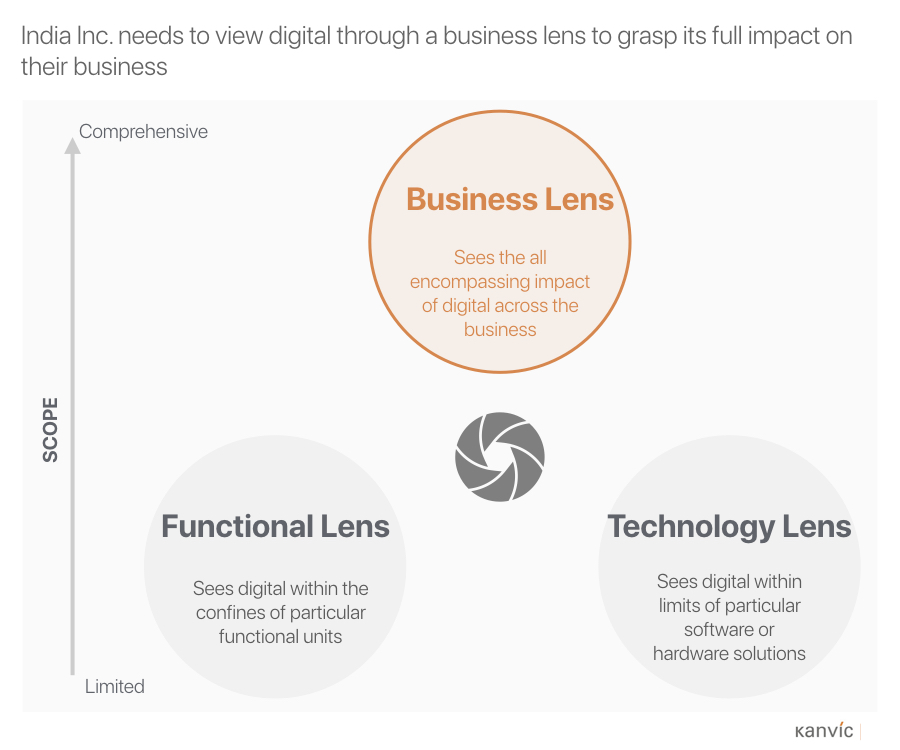 India Inc. needs to view digital through a business lens to grasp its full impact on
their business
Comprehensive
Business Lens
Sees the all
encompassing impact
of digital across the
business
SCOPE
Functional Lens
Sees digital within the
confines of particular
functional units
Technology Lens
Sees digital within
limits of particular
software or
hardware solutions
Limited
kanvic